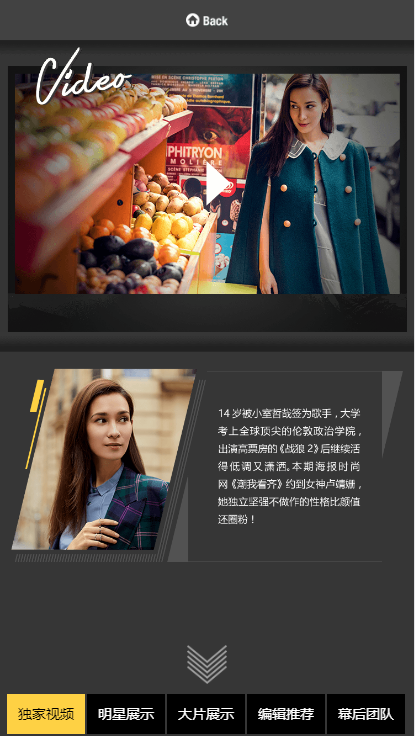 Back
Video
MISE EN SCÈNE CHRISTOPHE
PHITRYON
MOLIÈRE
14 岁被小室哲哉签为歌手，大学
考上全球顶尖的伦敦政治学院，
出演高票房的《战狼 2》后继续活
得低调又潇洒。本期海报时尚
网《潮我看齐》约到女神卢靖姗，
她独立坚强不做作的性格比颜值
还圈粉！
独家视频 明星展示 大片展示 编辑推荐 幕后团队